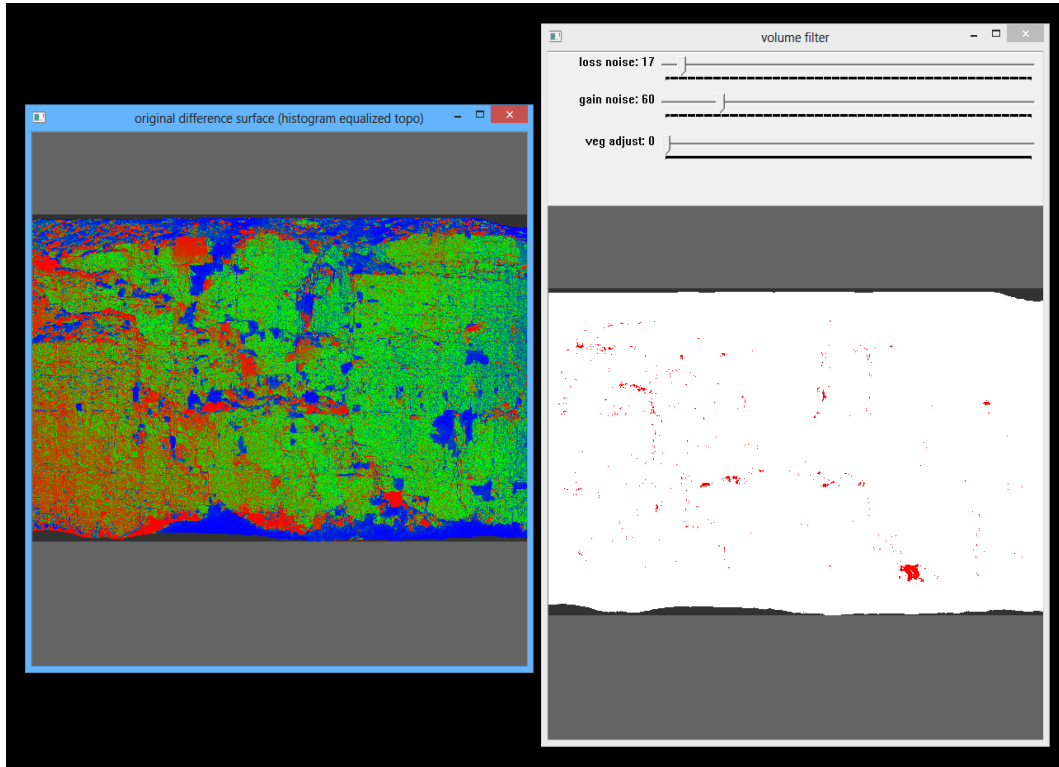 original difference surface (histogram equalized topo)
volume filter
loss noise: 17
gain noise: 60
veg adjust: 0